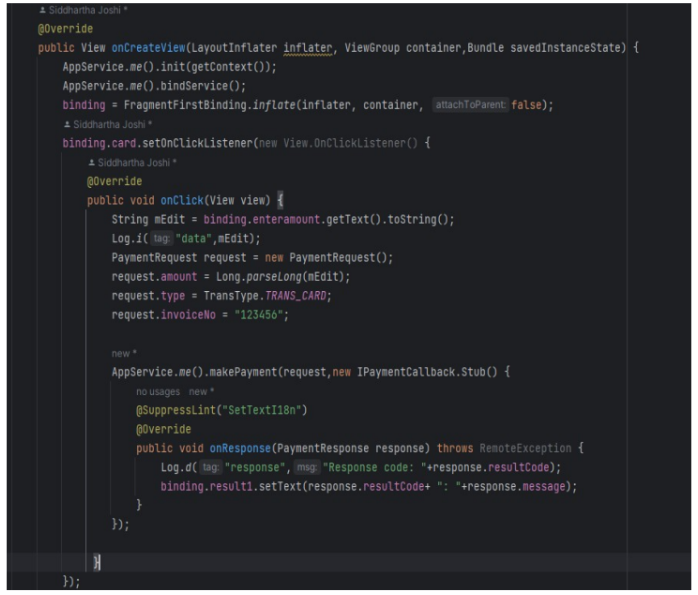 Siddhartha Joshi *
@Override
public View onCreateView(LayoutInflater inflater, ViewGroup container,Bundle savedInstanceState) {
AppService.me().init(getContext());
AppService.me().bindService();
binding = FragmentFirstBinding.inflate(inflater, container, attachToParent: false);
Siddhartha Joshi *
binding.card.setOnClickListener(new View.OnClickListener() {
Siddhartha Joshi *
@Override
public void onClick(View view) {
String mEdit = binding.enteramount.getText().toString();
Log.i( tag: "data",mEdit);
PaymentRequest request = new PaymentRequest();
request.amount = Long.parseLong(mEdit);
request.type = TransType.TRANS_CARD;
request.invoiceNo = "123456";
new *
AppService.me().makePayment(request,new IPaymentCallback.Stub() {
no usages new *
@SuppressLint("SetTextI18n")
@Override
public void onResponse(PaymentResponse response) throws RemoteException {
Log.d( tag: "response", msg: "Response code: "+response.resultCode);
binding.result1.setText(response.resultCode+ ": "+response.message);
}
});
}
});